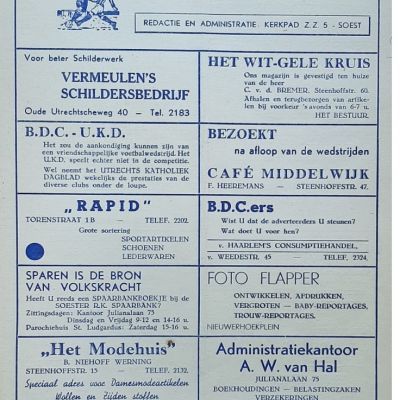 REDACTIE EN ADMINISTRATIE KERKPAD Z.Z. 5 - SOEST
Voor beter Schilderwerk
VERMEULEN'S
SCHILDERSBEDRIJF
Oude Utrechtscheweg 40 — Tel. 2183
HET WIT-GELE KRUIS
Ons magazijn is gevestigd ten huize
van de heer
C. v. d. BREMER, Steenhoffstr. 60.
Afhalen en terugbezorgen van artike-
len bij voorkeur 's avonds van 6-7 u.
HET BESTUUR.
B.D.C. - U.K.D.
Het zou de aankondiging kunnen zijn van
een vriendschappelijke voetbalwedstrijd. Het
U.K.D. speelt echter niet in de competitie.
Wel neemt het UTRECHTS KATHOLIEK
DAGBLAD wekelijks de prestaties van de
diverse clubs onder de loupe.
BEZOEKT
na afloop van de wedstrijden
CAFÉ MIDDELWIJK
F. HEEREMANS — STEENHOFFSTR. 47.
„RAPID"
TORENSTRAAT 1 B — TELEF. 2202.
Grote sortering
SPORTARTIKELEN
SCHOENEN
LEDERWAREN
B.D.C.ers
Wist U dat de adverteerders U steunen?
Wat doet U voor hen?
v. HAARLEM'S CONSUMPTIEHANDEL,
v. WEEDESTR. 45 — TELEF. 2324.
SPAREN IS DE BRON
VAN VOLKSKRACHT
Heeft U reeds een SPAARBANKBOEKJE bij de
SOESTER R.K. SPAARBANK?
Zittingsdagen: Kantoor Julianalaan 75
Dinsdag en Vrijdag 9-12 en 14-16 u.
Parochiehuis St. Ludgardus: Zaterdag 15-16 u.
FOTO FLAPPER
ONTWIKKELEN, AFDRUKKEN,
VERGROTEN — BABY-REPORTAGES,
TROUW-REPORTAGES.
NIEUWERHOEKPLEIN
„Het Modehuis"
B. NIEHOFF WERNING
STEENHOFFSTR. 15 — TELEF. 2132.
Speciaal adres voor Damesmodeartikelen
Wollen en Zijden stoffen
Administratiekantoor
A. W. van Hal
JULIANALAAN 75
BOEKHOUDINGEN — BELASTINGZAKEN
VERZEKERINGEN